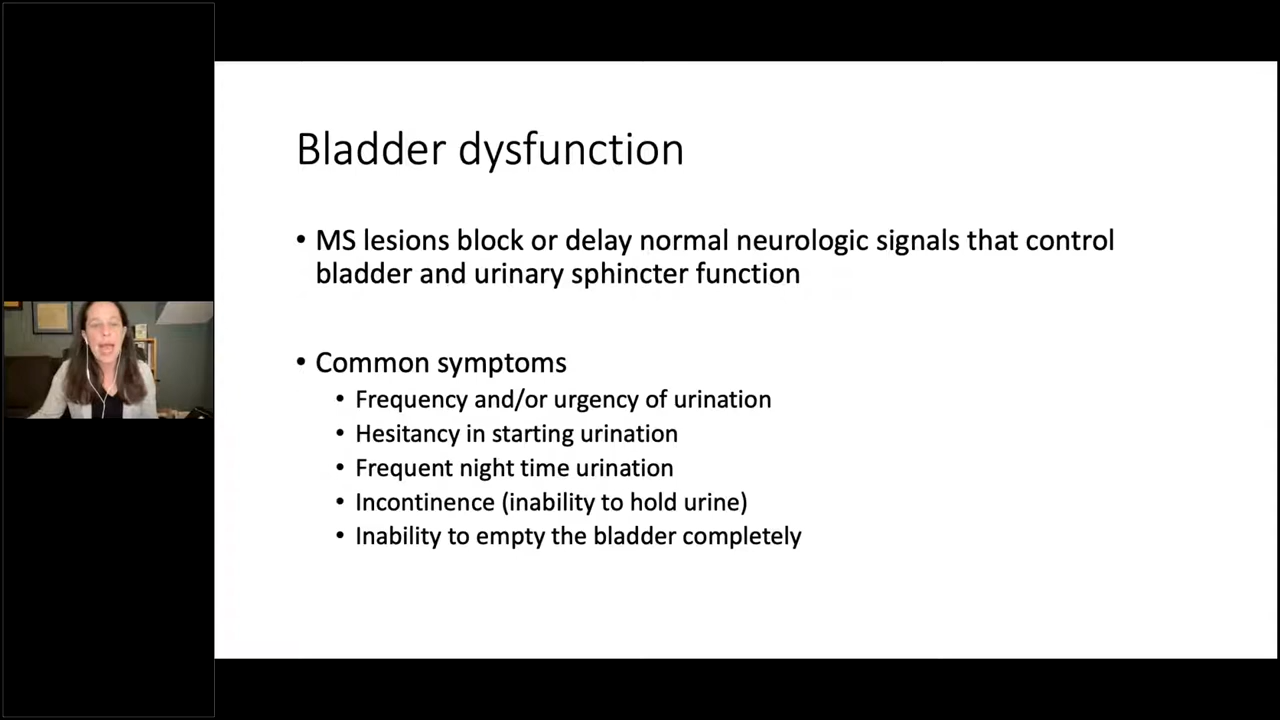 Bladder dysfunction
• MS lesions block or delay normal neurologic signals that control
bladder and urinary sphincter function
• Common symptoms
• Frequency and/or urgency of urination
• Hesitancy in starting urination
• Frequent night time urination
• Incontinence (inability to hold urine)
• Inability to empty the bladder completely